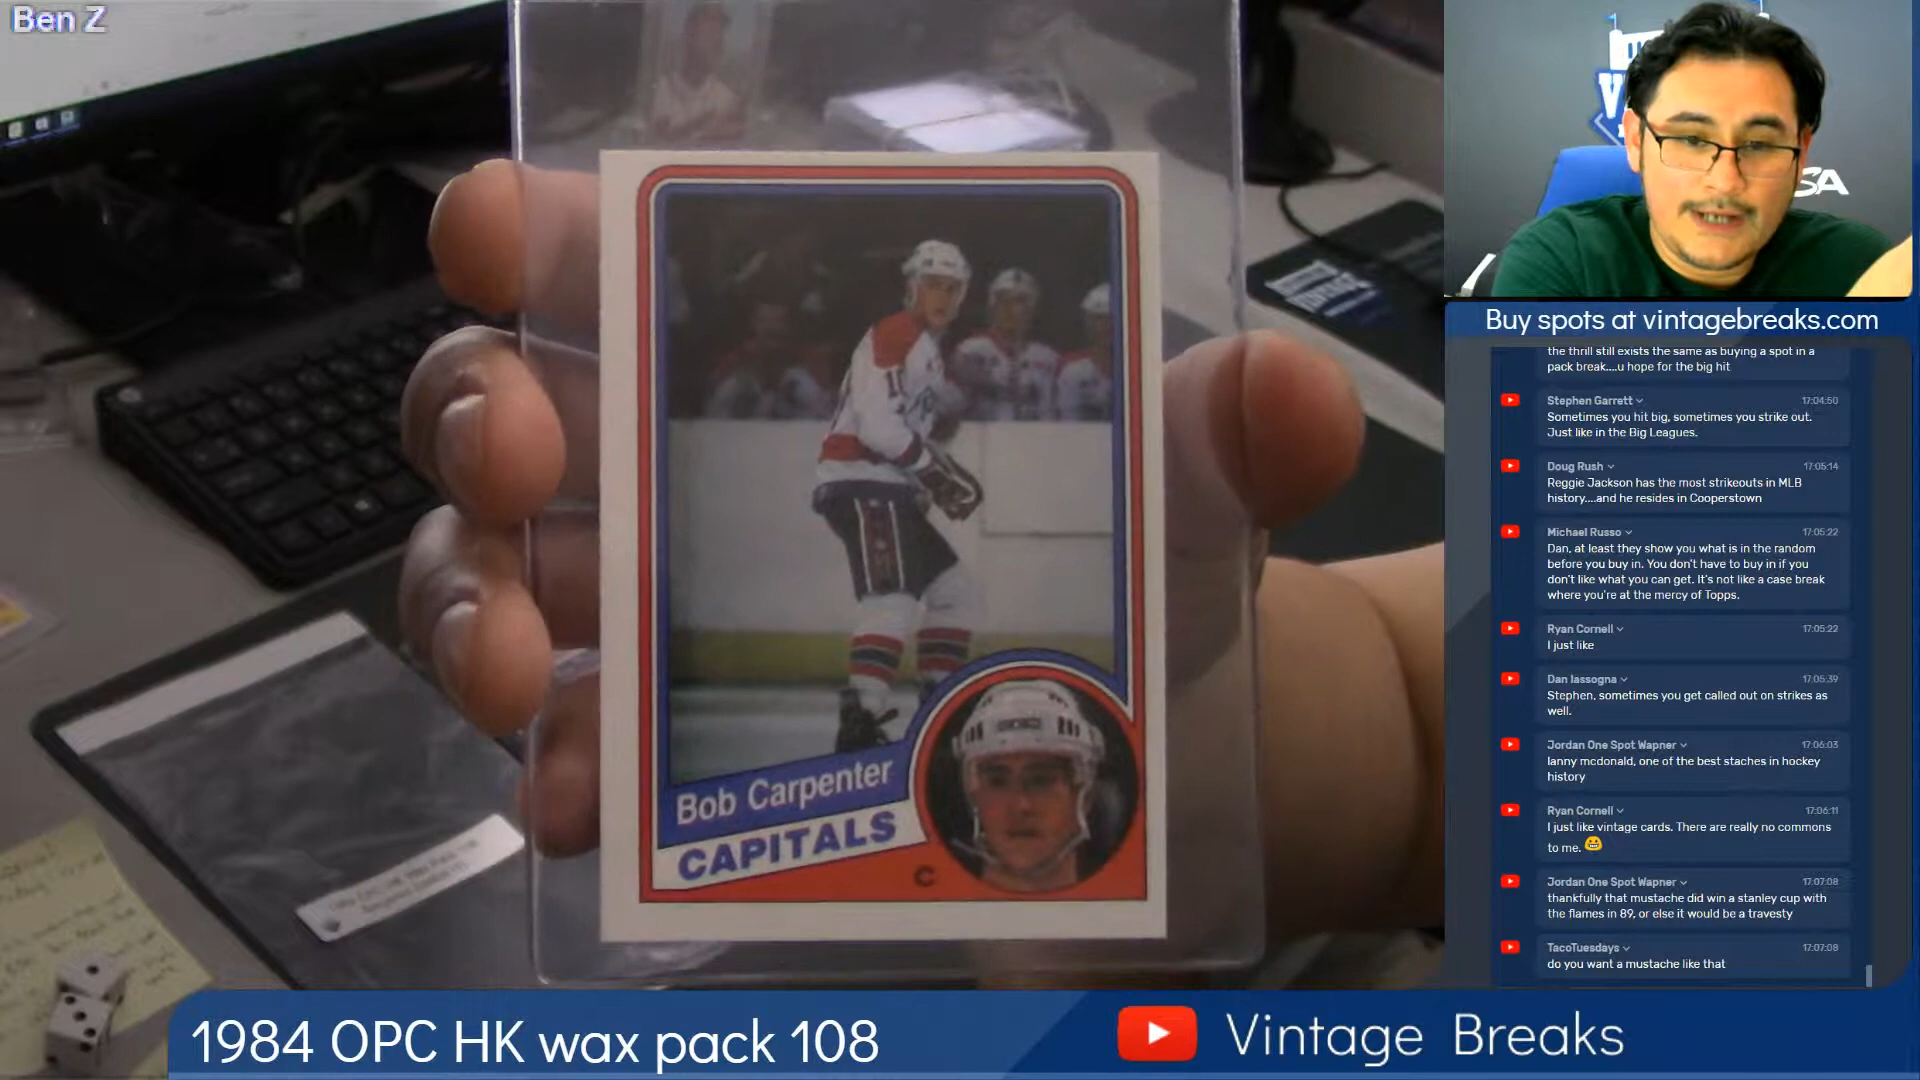 Ben Z
SA
Buy spots at vintagebreaks.com
the thrill still exists the same as buying a spot in a
pack break....u hope for the big hit
Stephen Garrett 17:04:50
Sometimes you hit big, sometimes you strike out.
Just like in the Big Leagues.
Doug Rush 17:05:14
Reggie Jackson has the most strikeouts in MLB
history....and he resides in Cooperstown
Michael Russo 17:05:22
Dan, at least they show you what is in the random
before you buy in. You don't have to buy in if you
don't like what you can get. It's not like a case break
where you're at the mercy of Topps.
Ryan Cornell 17:05:22
I just like
Dan Iassogna 17:05:39
Stephen, sometimes you get called out on strikes as
well.
Jordan One Spot Wapner 17:06:03
lanny mcdonald, one of the best staches in hockey
history
Ryan Cornell 17:06:11
I just like vintage cards. There are really no commons
to me. 😀
Jordan One Spot Wapner 17:07:08
thankfully that mustache did win a stanley cup with
the flames in 89, or else it would be a travesty
TacoTuesdays 17:07:08
do you want a mustache like that
Bob Carpenter
CAPITALS
C
1984 OPC HK wax pack 108
Vintage Breaks